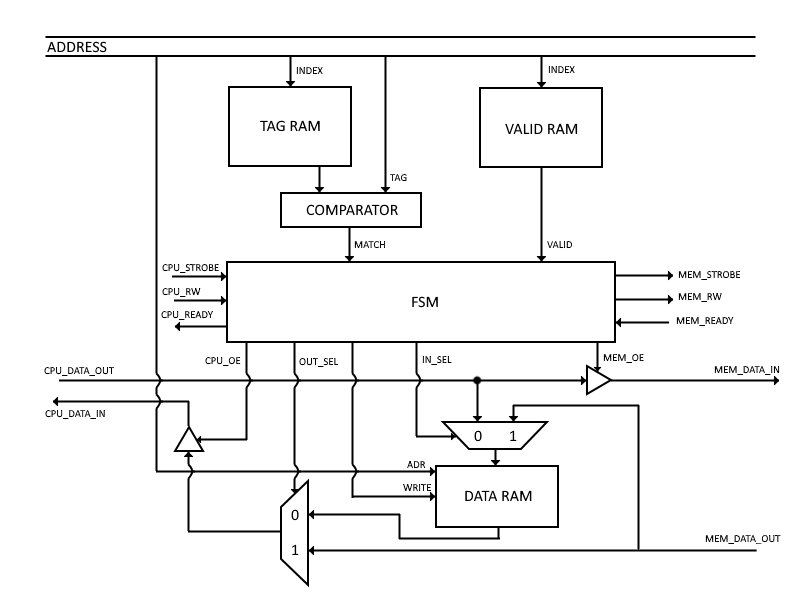 ADDRESS
INDEX
INDEX
TAG RAM
VALID RAM
TAG
COMPARATOR
MATCH
VALID
CPU_STROBE
MEM_STROBE
CPU_RW
FSM
MEM_RW
CPU_READY
MEM_READY
CPU_OE
OUT_SEL
IN_SEL
MEM_OE
CPU_DATA_OUT
MEM_DATA_IN
CPU_DATA_IN
0
1
ADR
WRITE
DATA RAM
0
1
MEM_DATA_OUT